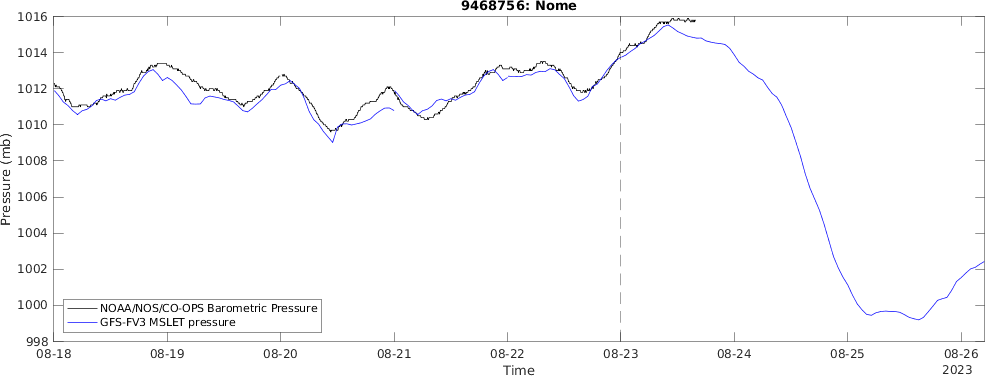 9468756: Nome
1016
1014
1012
1010
1008
1006
1004
1002
1000
998
Pressure (mb)
NOAA/NOS/CO-OPS Barometric Pressure
GFS-FV3 MSLET pressure
08-18 08-19 08-20 08-21 08-22 08-23 08-24 08-25 08-26
Time
2023